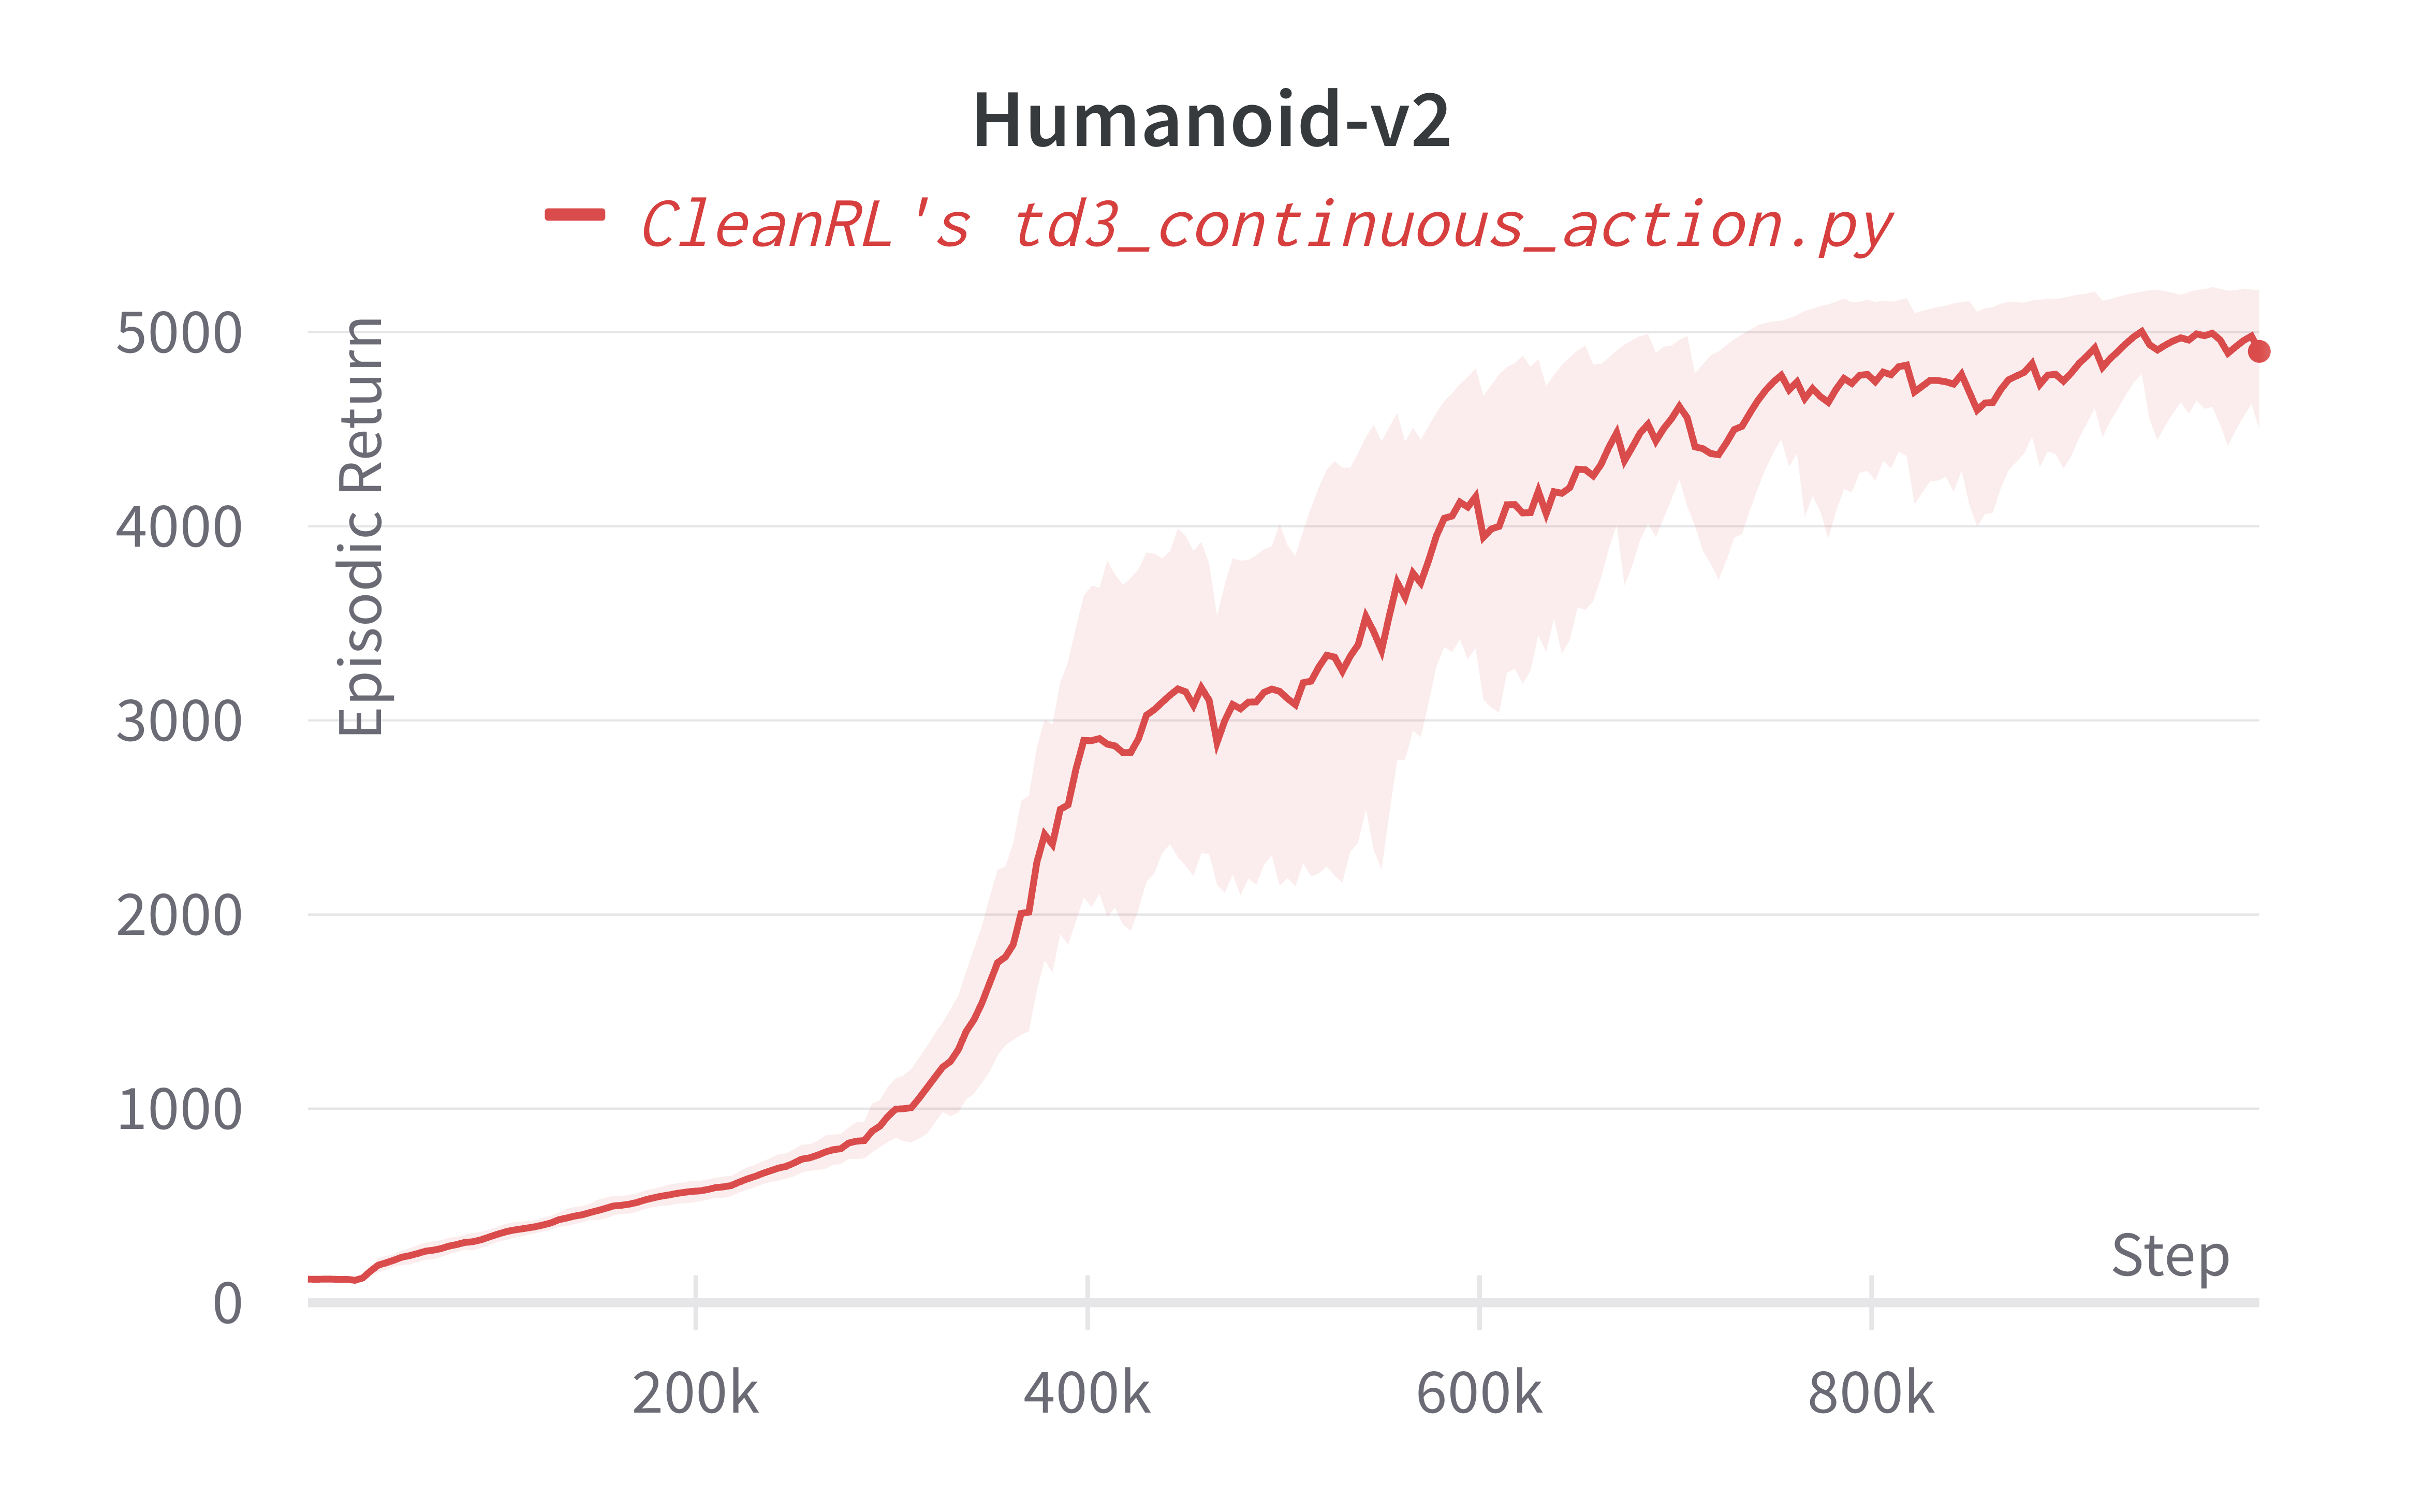 Humanoid-v2
CleanRL's td3_continuous_action.py
Episodic Return
5000
4000
3000
2000
1000
0
Step
200k 400k 600k 800k